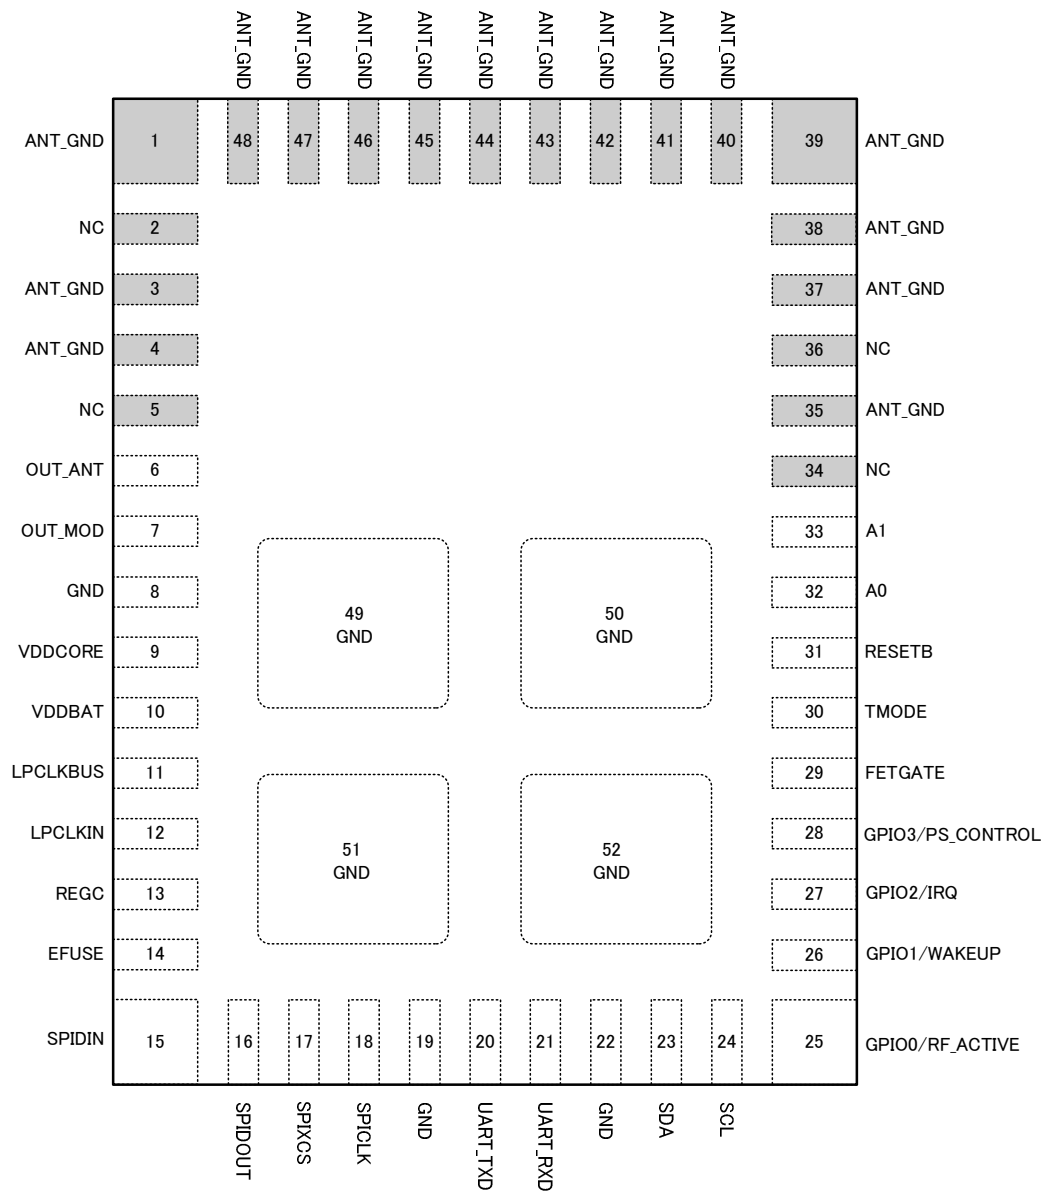 ANT_GND
ANT_GND
ANT_GND
ANT_GND
ANT_GND
ANT_GND
ANT_GND
ANT_GND
ANT_GND
ANT_GND 1 48 47 46 45 44 43 42 41 40 39 ANT_GND
NC 2 38 ANT_GND
ANT_GND 3 37 ANT_GND
ANT_GND 4 36 NC
NC 5 35 ANT_GND
OUT_ANT 6 34 NC
OUT_MOD 7 33 A1
GND 8 32 A0
49
GND
50
GND
VDDCORE 9 31 RESETB
VDDBAT 10 30 TMODE
LPCLKBUS 11 29 FETGATE
LPCLKIN 12 28 GPIO3/PS_CONTROL
51
GND
52
GND
REGC 13 27 GPIO2/IRQ
EFUSE 14 26 GPIO1/WAKEUP
SPIDIN 15 16 17 18 19 20 21 22 23 24 25 GPIO0/RF_ACTIVE
SPIDOUT
SPIXCS
SPICLK
GND
UART_TXD
UART_RXD
GND
SDA
SCL